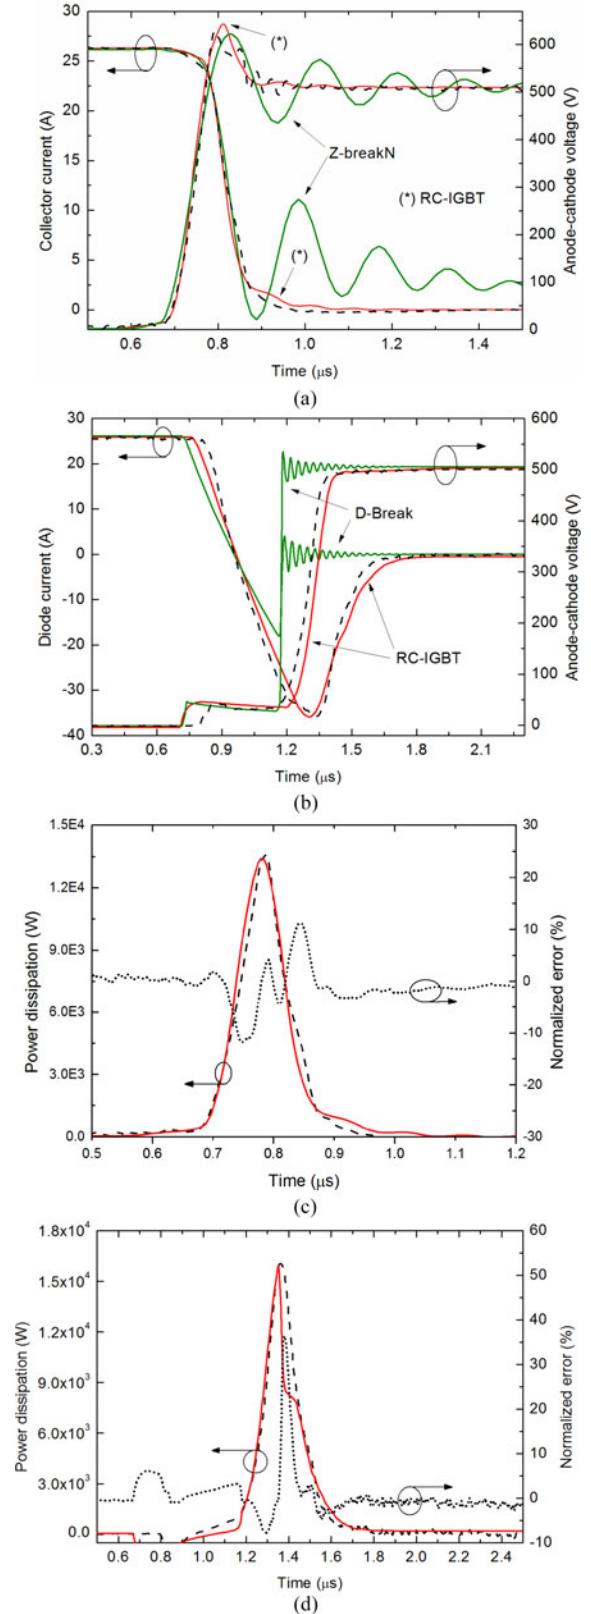 30
25
20
15
10
5
0
Collector current (A)
600
500
400
300
200
100
0
Anode-cathode voltage (V)
(*)
Z-breakN
(*) RC-IGBT
(*)
0.6 0.8 1.0 1.2 1.4
Time (μs)
(a)
30
20
10
0
-10
-20
-30
-40
Diode current (A)
600
500
400
300
200
100
0
Anode-cathode voltage (V)
D-Break
RC-IGBT
0.3 0.6 0.9 1.2 1.5 1.8 2.1
Time (μs)
(b)
1.5E4
1.2E4
9.0E3
6.0E3
3.0E3
0.0
Power dissipation (W)
30
20
10
0
-10
-20
-30
Normalized error (%)
0.5 0.6 0.7 0.8 0.9 1.0 1.1 1.2
Time (μs)
(c)
1.8x10⁴
1.5x10⁴
1.2x10⁴
9.0x10³
6.0x10³
3.0x10³
0.0
Power dissipation (W)
60
50
40
30
20
10
0
-10
Normalized error (%)
0.6 0.8 1.0 1.2 1.4 1.6 1.8 2.0 2.2 2.4
Time (μs)
(d)